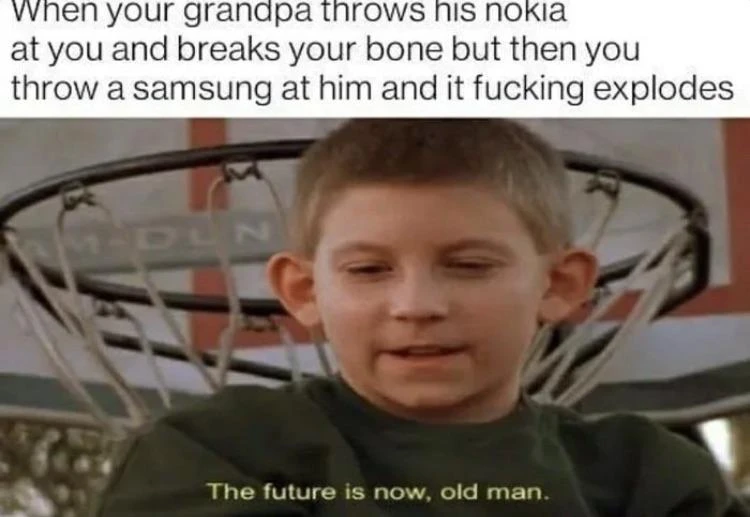 When your grandpa throws his nokia
at you and breaks your bone but then you
throw a samsung at him and it fucking explodes
M-DUN
The future is now, old man.